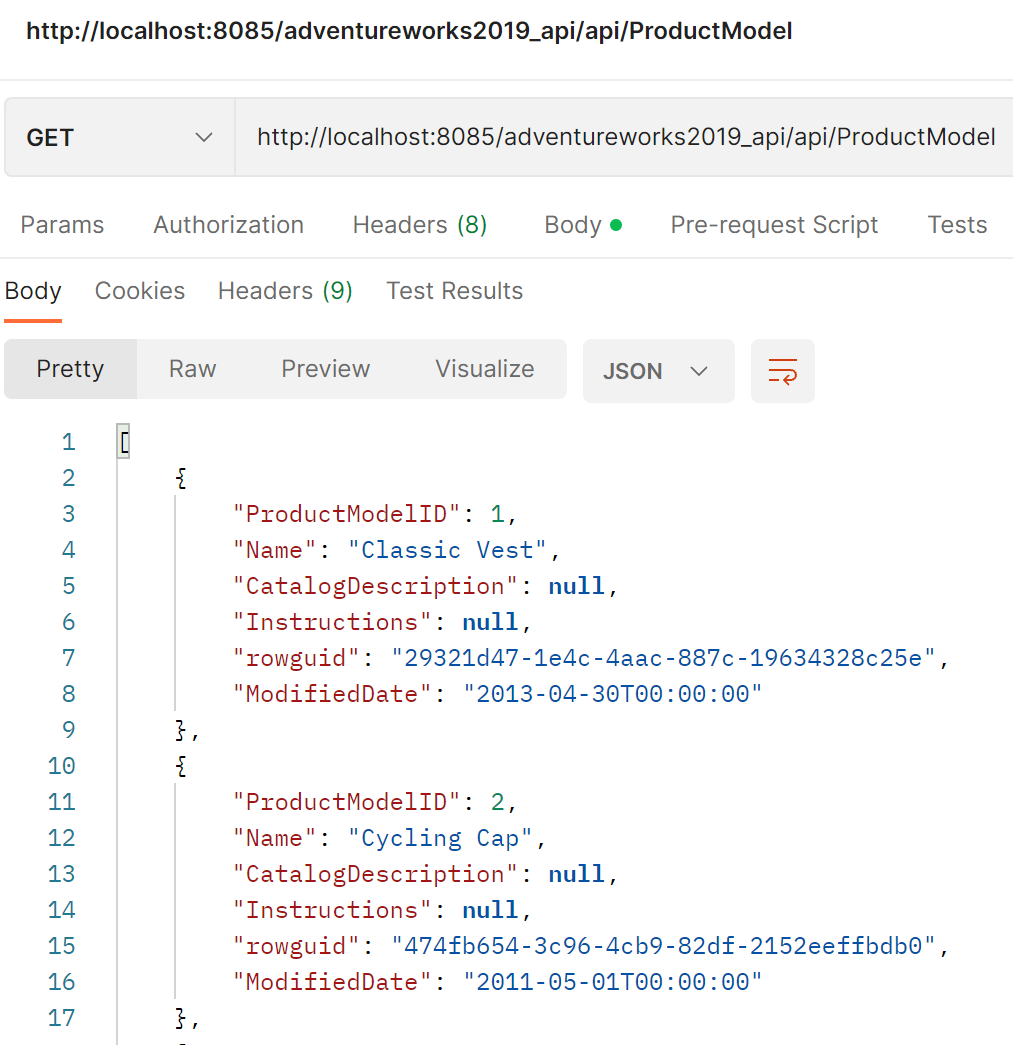 http://localhost:8085/adventureworks2019_api/api/ProductModel
GET http://localhost:8085/adventureworks2019_api/api/ProductModel
Params Authorization Headers (8) Body Pre-request Script Tests
Body Cookies Headers (9) Test Results
Pretty Raw Preview Visualize JSON
1 [
2 {
3 "ProductModelID": 1,
4 "Name": "Classic Vest",
5 "CatalogDescription": null,
6 "Instructions": null,
7 "rowguid": "29321d47-1e4c-4aac-887c-19634328c25e",
8 "ModifiedDate": "2013-04-30T00:00:00"
9 },
10 {
11 "ProductModelID": 2,
12 "Name": "Cycling Cap",
13 "CatalogDescription": null,
14 "Instructions": null,
15 "rowguid": "474fb654-3c96-4cb9-82df-2152eeffbdb0",
16 "ModifiedDate": "2011-05-01T00:00:00"
17 },